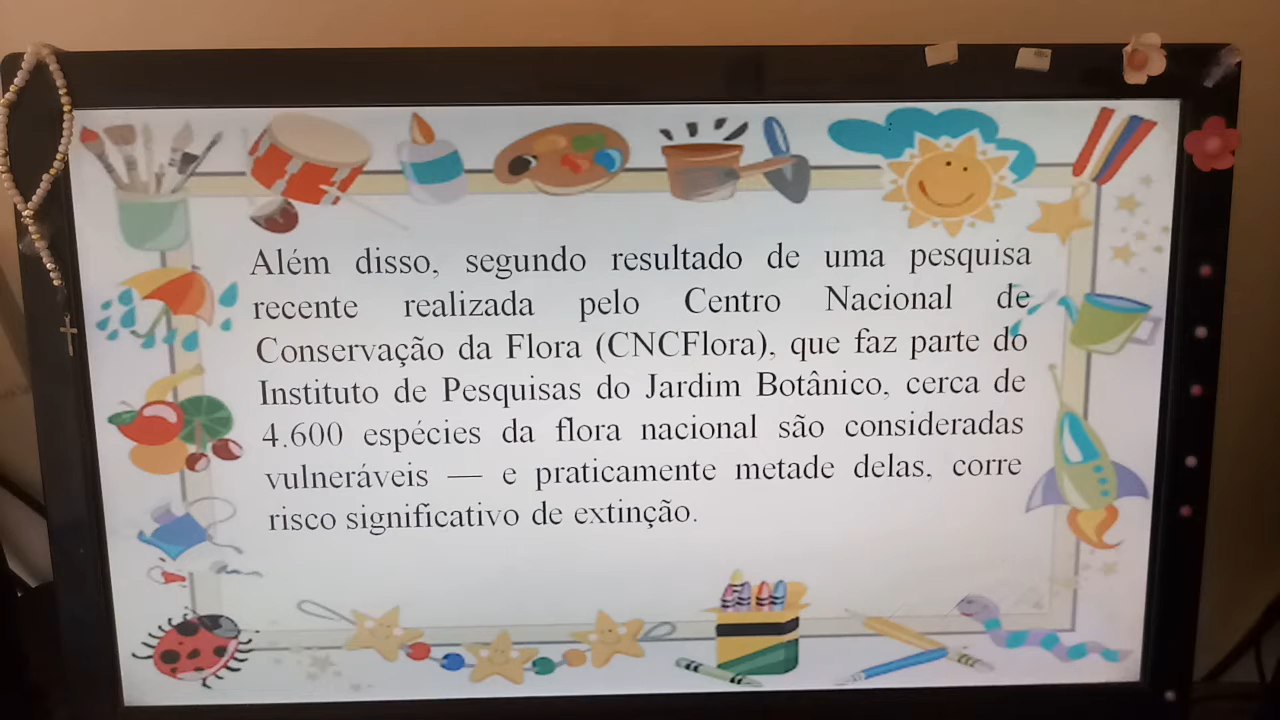 Além disso, segundo resultado de uma pesquisa
recente realizada pelo Centro Nacional de
Conservação da Flora (CNCFlora), que faz parte do
Instituto de Pesquisas do Jardim Botânico, cerca de
4.600 espécies da flora nacional são consideradas
vulneráveis — e praticamente metade delas, corre
risco significativo de extinção.